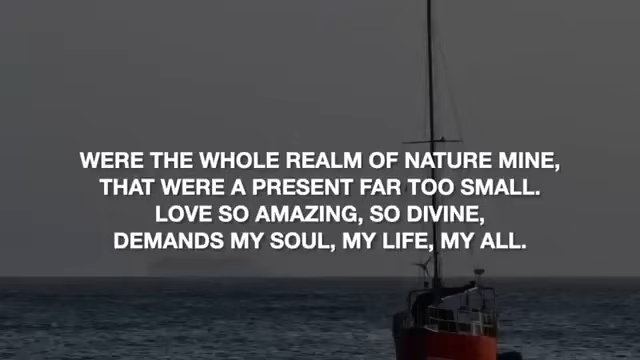 WERE THE WHOLE REALM OF NATURE MINE,
THAT WERE A PRESENT FAR TOO SMALL.
LOVE SO AMAZING, SO DIVINE,
DEMANDS MY SOUL, MY LIFE, MY ALL.